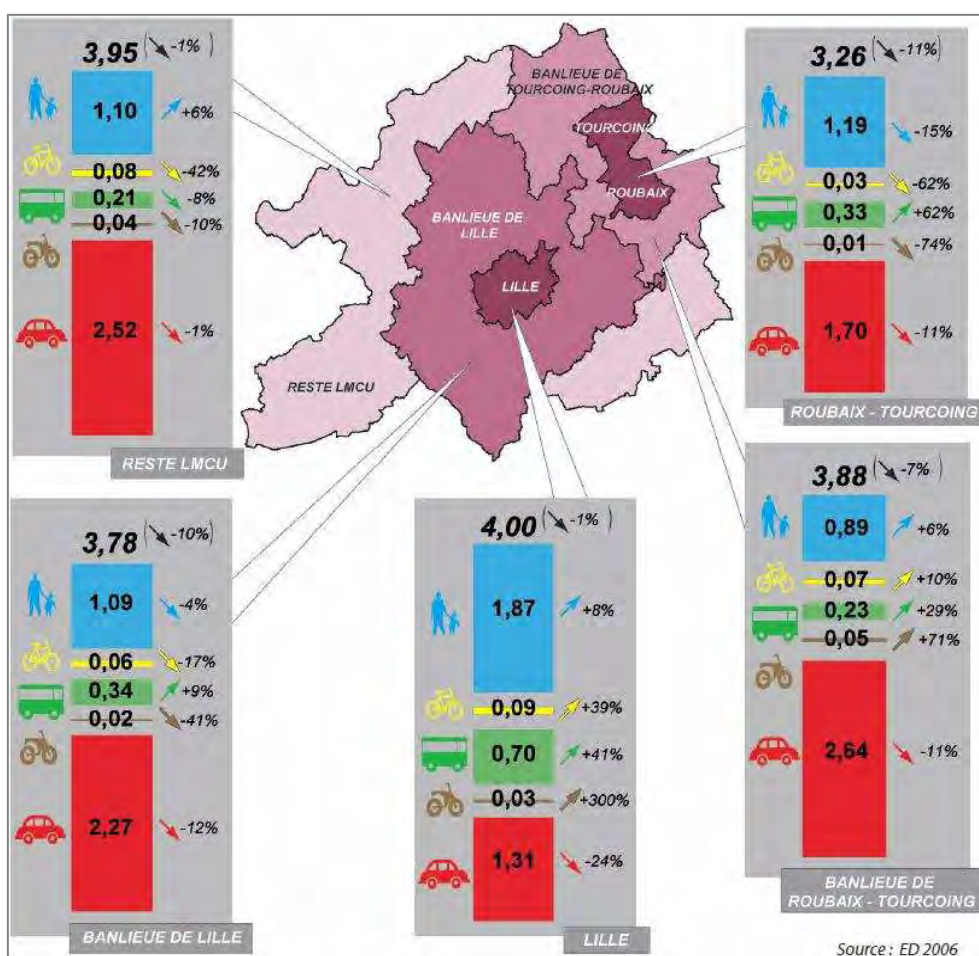 3,95 (-1%)
1,10 +6%
0,08 -42%
0,21 -8%
0,04 -10%
2,52 -1%
RESTE LMCU
BANLIEUE DE
TOURCOING-ROUBAIX
TOURCOING
ROUBAIX
BANLIEUE DE
LILLE
LILLE
RESTE LMCU
3,26 (-11%)
1,19 -15%
0,03 -62%
0,33 +62%
0,01 -74%
1,70 -11%
ROUBAIX - TOURCOING
3,78 (-10%)
1,09 -4%
0,06 -17%
0,34 +9%
0,02 -41%
2,27 -12%
BANLIEUE DE LILLE
4,00 (-1%)
1,87 +8%
0,09 +39%
0,70 +41%
0,03 +300%
1,31 -24%
LILLE
3,88 (-7%)
0,89 +6%
0,07 +10%
0,23 +29%
0,05 +71%
2,64 -11%
BANLIEUE DE
ROUBAIX - TOURCOING
Source : ED 2006